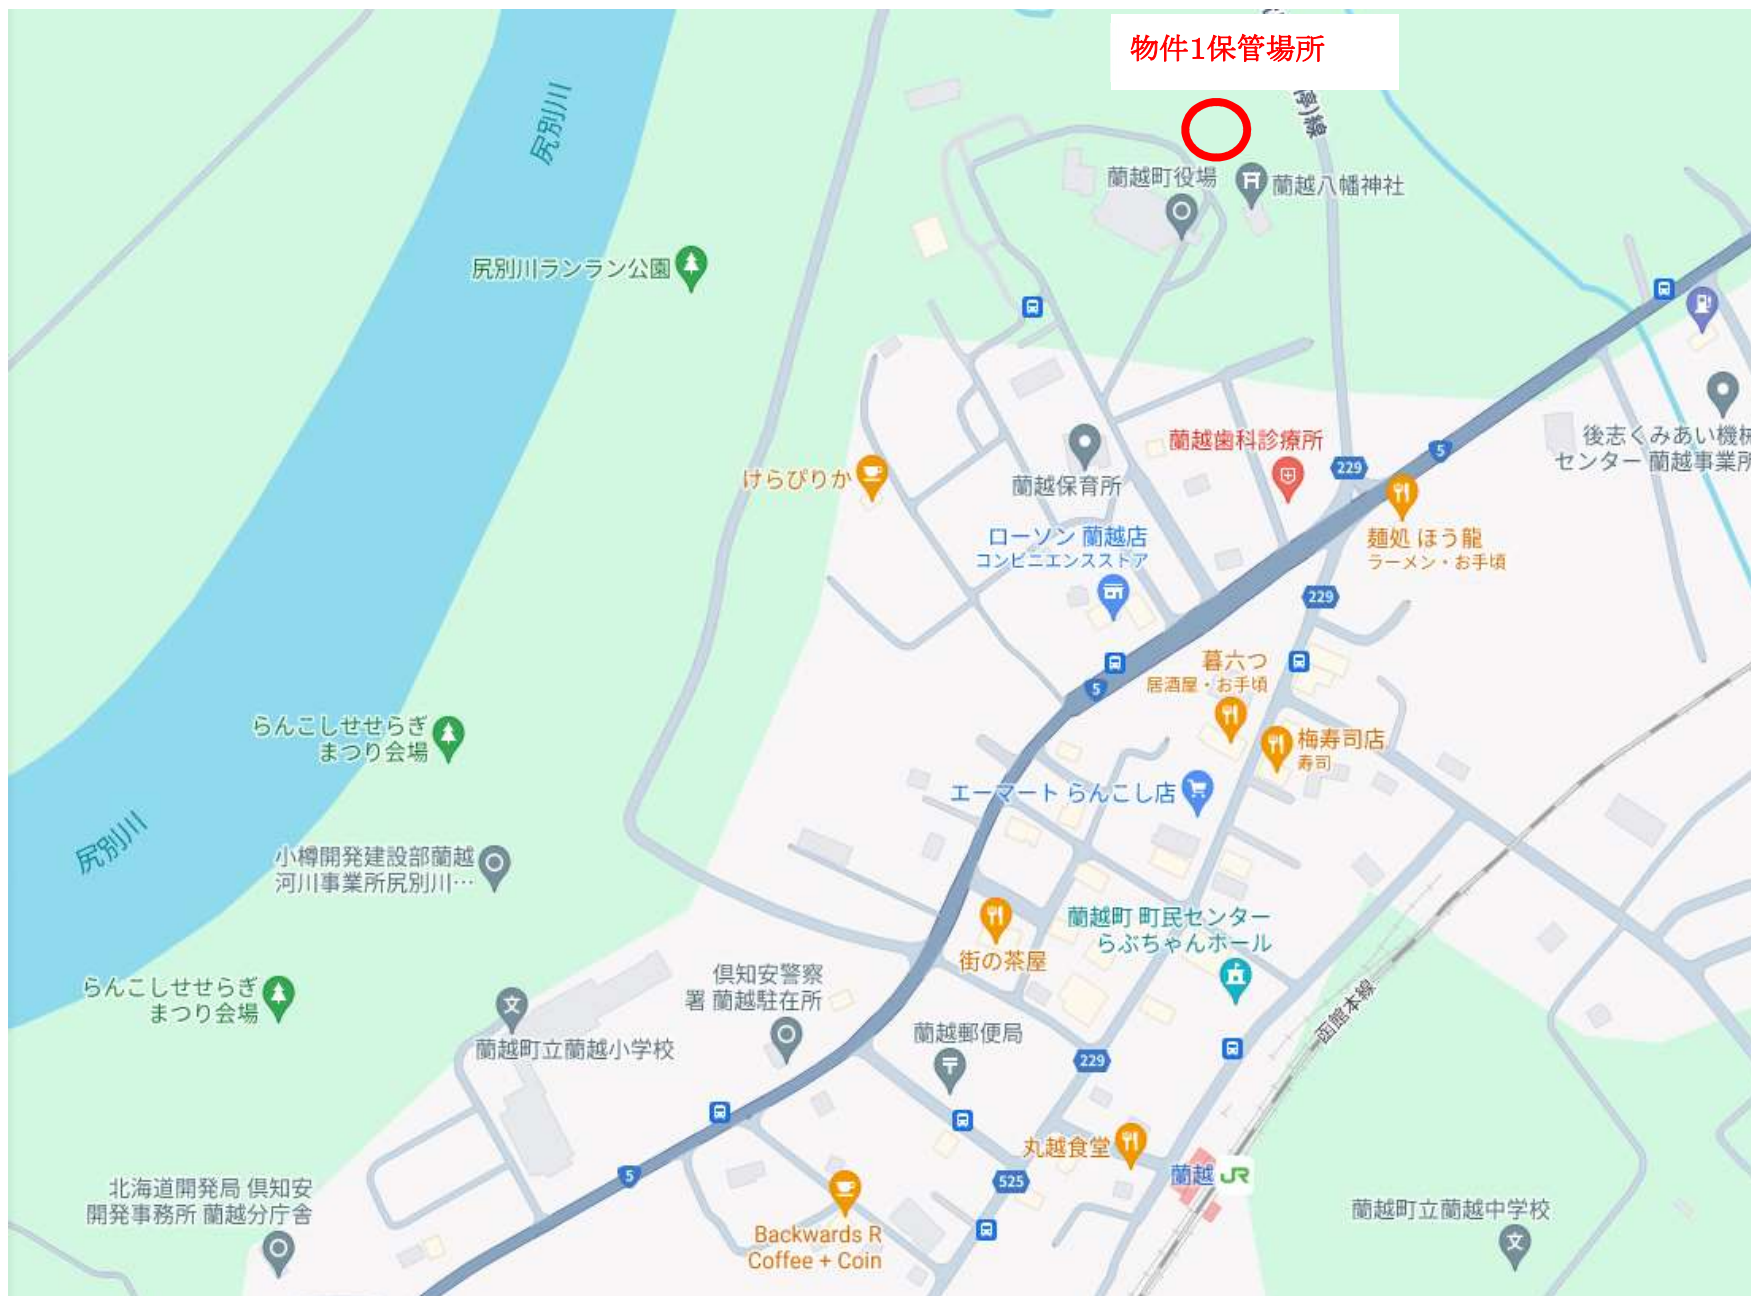 物件1保管場所
尻別川
(停)線
蘭越町役場
蘭越八幡神社
尻別川ランラン公園
蘭越歯科診療所
229
5
後志くみあい機械
センター 蘭越事業所
けらぴりか
蘭越保育所
ローソン 蘭越店
コンビニエンスストア
麺処 ほう龍
ラーメン・お手頃
229
暮六つ
居酒屋・お手頃
5
らんこしせせらぎ
まつり会場
梅寿司店
寿司
エーマート らんこし店
尻別川
小樽開発建設部蘭越
河川事業所尻別川…
蘭越町 町民センター
らぶちゃんホール
街の茶屋
倶知安警察
署 蘭越駐在所
らんこしせせらぎ
まつり会場
文
蘭越町立蘭越小学校
函館本線
蘭越郵便局
229
丸越食堂
5
525
蘭越 JR
北海道開発局 倶知安
開発事務所 蘭越分庁舎
蘭越町立蘭越中学校
文
Backwards R
Coffee + Coin